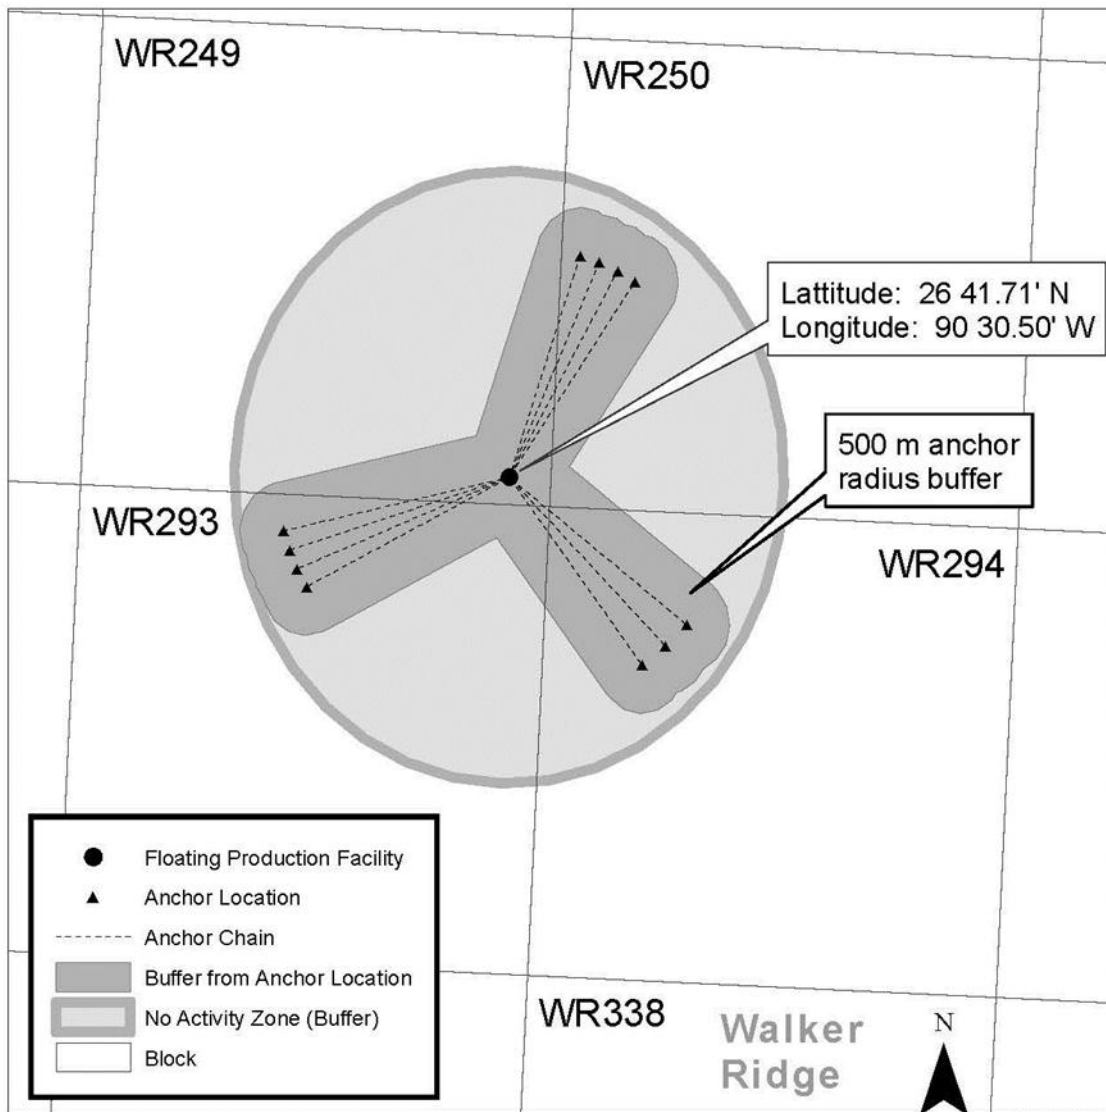 WR249
WR250
Lattitude: 26 41.71' N
Longitude: 90 30.50' W
500 m anchor
radius buffer
WR293
WR294
Floating Production Facility
Anchor Location
Anchor Chain
Buffer from Anchor Location
No Activity Zone (Buffer)
Block
WR338
Walker
Ridge
N